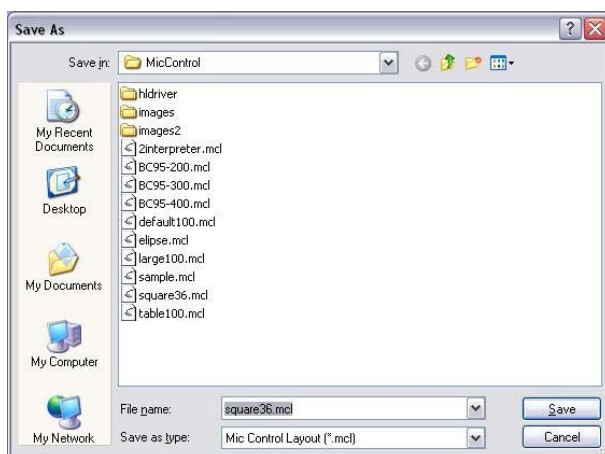 Save As
Save in:
MicControl
My Recent
Documents
Desktop
My Documents
My Computer
My Network
hldriver
images
images2
2interpreter.mcl
BC95-200.mcl
BC95-300.mcl
BC95-400.mcl
default100.mcl
elipse.mcl
large100.mcl
sample.mcl
square36.mcl
table100.mcl
File name:
square36.mcl
Save
Save as type:
Mic Control Layout (*.mcl)
Cancel